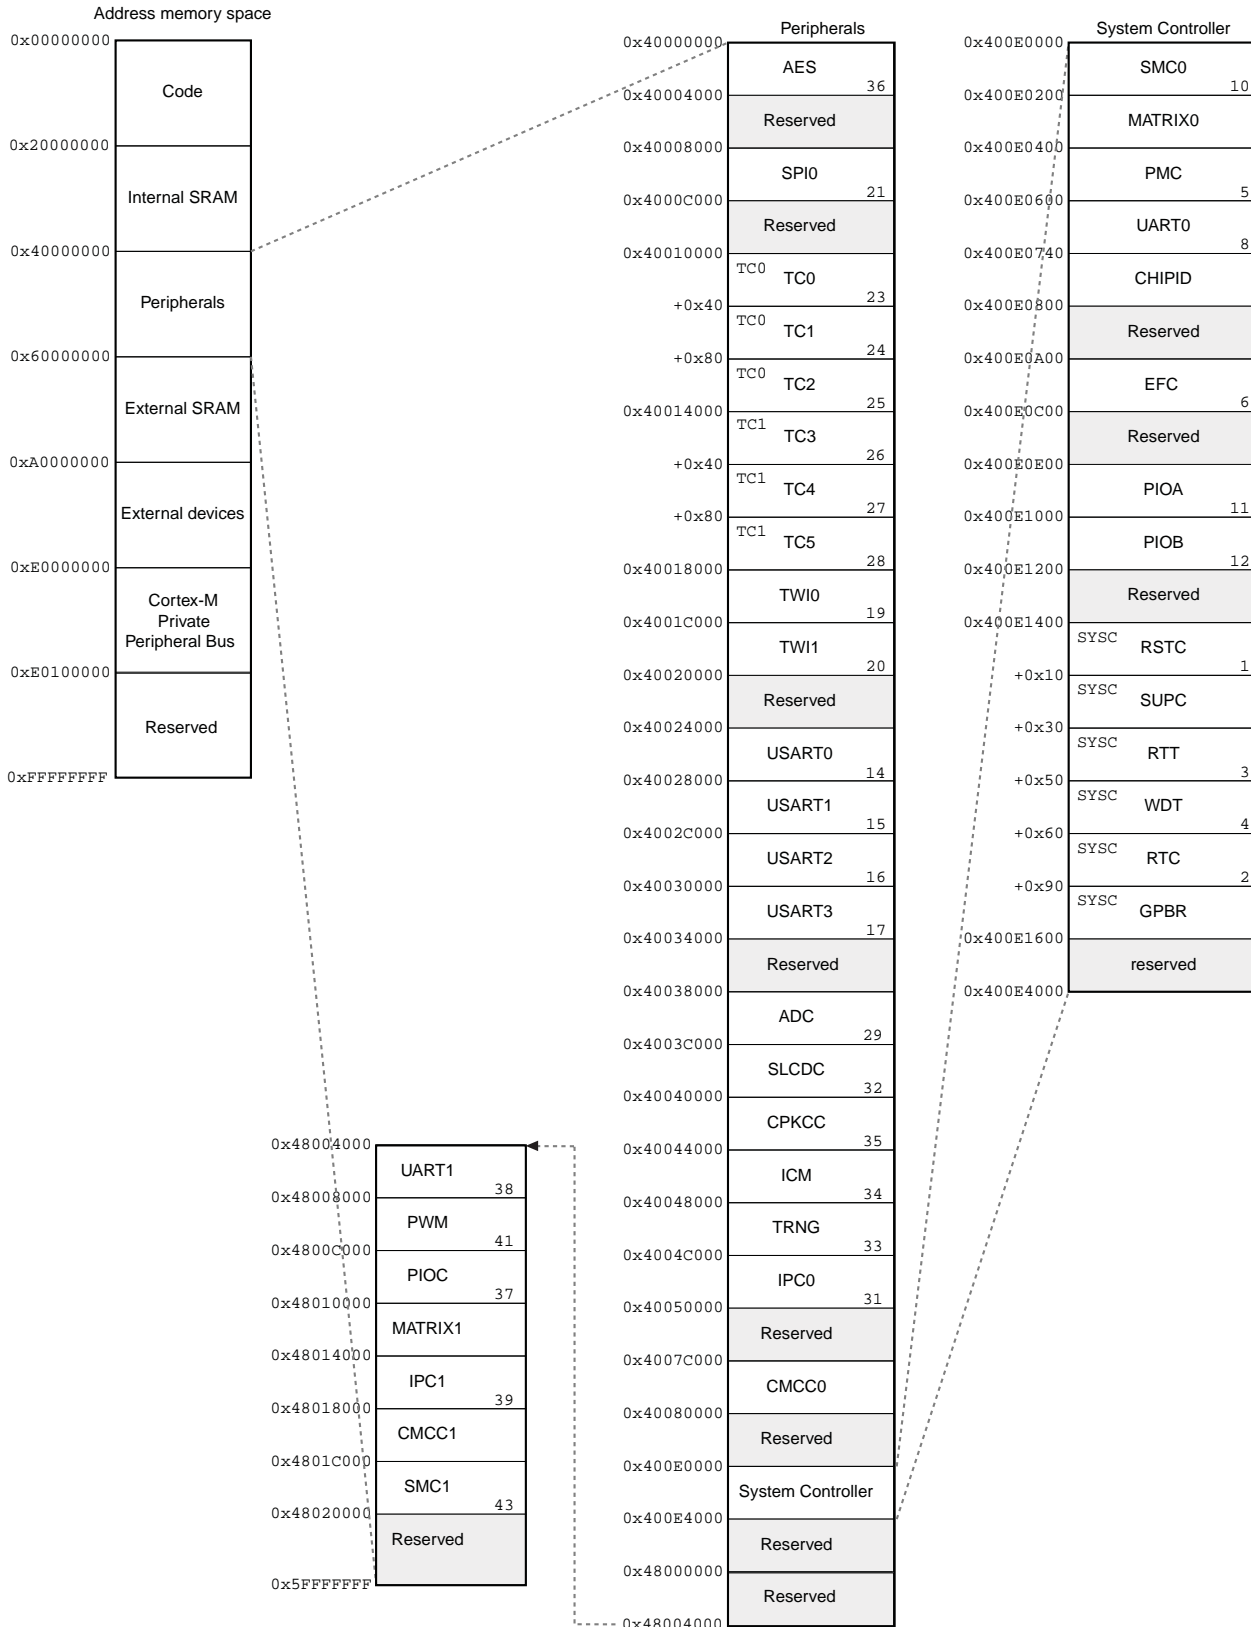 Address memory space
0x00000000
Code
0x20000000
Internal SRAM
0x40000000
Peripherals
0x60000000
External SRAM
0xA0000000
External devices
0xE0000000
Cortex-M
Private
Peripheral Bus
0xE0100000
Reserved
0xFFFFFFFF
0x48004000
UART1
38
0x48008000
PWM
41
0x4800C000
PIOC
37
0x48010000
MATRIX1
0x48014000
IPC1
39
0x48018000
CMCC1
0x4801C000
SMC1
43
0x48020000
Reserved
0x5FFFFFFF
Peripherals
0x40000000
AES
36
0x40004000
Reserved
0x40008000
SPI0
21
0x4000C000
Reserved
0x40010000
TC0
TC0
23
+0x40
TC0
TC1
24
+0x80
TC0
TC2
25
0x40014000
TC1
TC3
26
+0x40
TC1
TC4
27
+0x80
TC1
TC5
28
0x40018000
TWI0
19
0x4001C000
TWI1
20
0x40020000
Reserved
0x40024000
USART0
14
0x40028000
USART1
15
0x4002C000
USART2
16
0x40030000
USART3
17
0x40034000
Reserved
0x40038000
ADC
29
0x4003C000
SLCDC
32
0x40040000
CPKCC
35
0x40044000
ICM
34
0x40048000
TRNG
33
0x4004C000
IPC0
31
0x40050000
Reserved
0x4007C000
CMCC0
0x40080000
Reserved
0x400E0000
System Controller
0x400E4000
Reserved
0x48000000
Reserved
0x48004000
System Controller
0x400E0000
SMC0
10
0x400E0200
MATRIX0
0x400E0400
PMC
5
0x400E0600
UART0
8
0x400E0740
CHIPID
0x400E0800
Reserved
0x400E0A00
EFC
6
0x400E0C00
Reserved
0x400E0E00
PIOA
11
0x400E1000
PIOB
12
0x400E1200
Reserved
0x400E1400
SYSC
RSTC
1
+0x10
SYSC
SUPC
+0x30
SYSC
RTT
3
+0x50
SYSC
WDT
4
+0x60
SYSC
RTC
2
+0x90
SYSC
GPBR
0x400E1600
reserved
0x400E4000